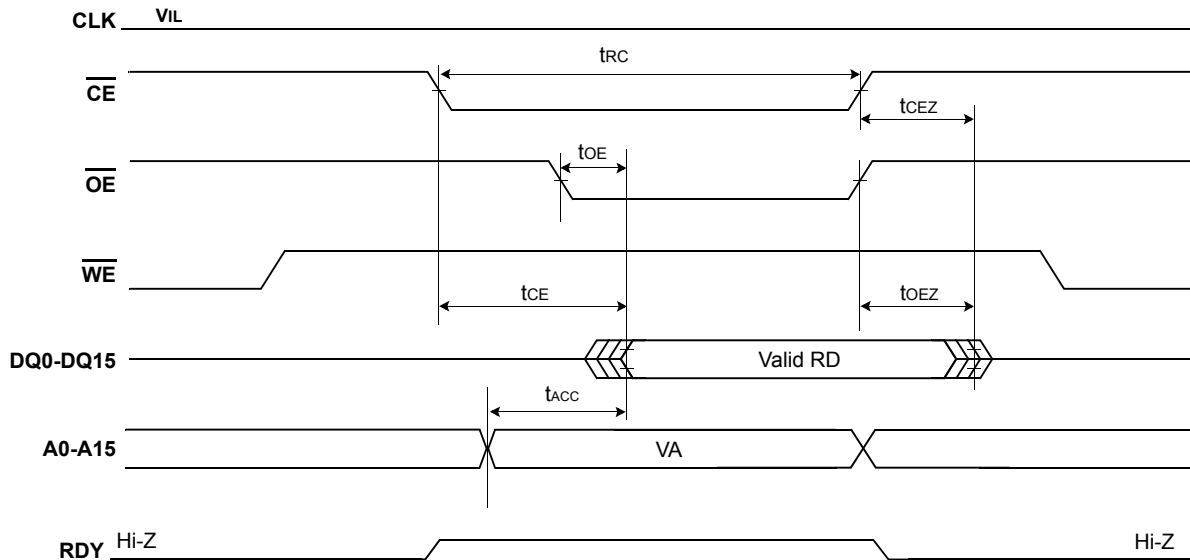 CLK VIL
tRC
CE
tCEZ
tOE
OE
WE
tCE
tOEZ
DQ0-DQ15 Valid RD
tACC
A0-A15 VA
RDY Hi-Z Hi-Z